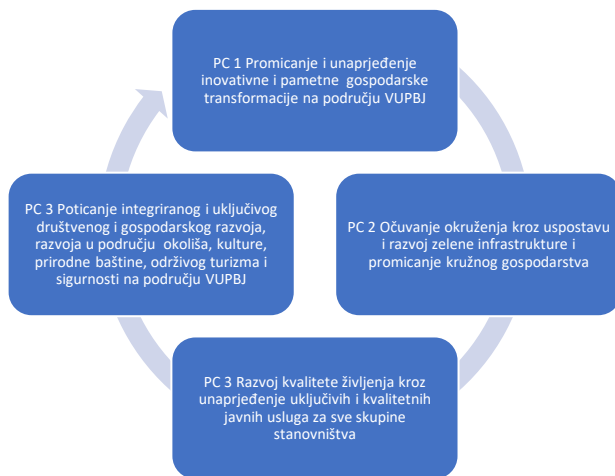 PC 1 Promicanje i unaprjeđenje
inovativne i pametne gospodarske
transformacije na području VUPBJ
PC 2 Očuvanje okruženja kroz uspostavu
i razvoj zelene infrastrukture i
promicanje kružnog gospodarstva
PC 3 Razvoj kvalitete življenja kroz
unaprjeđenje uključivih i kvalitetnih
javnih usluga za sve skupine
stanovništva
PC 3 Poticanje integriranog i uključivog
društvenog i gospodarskog razvoja,
razvoja u području okoliša, kulture,
prirodne baštine, održivog turizma i
sigurnosti na području VUPBJ